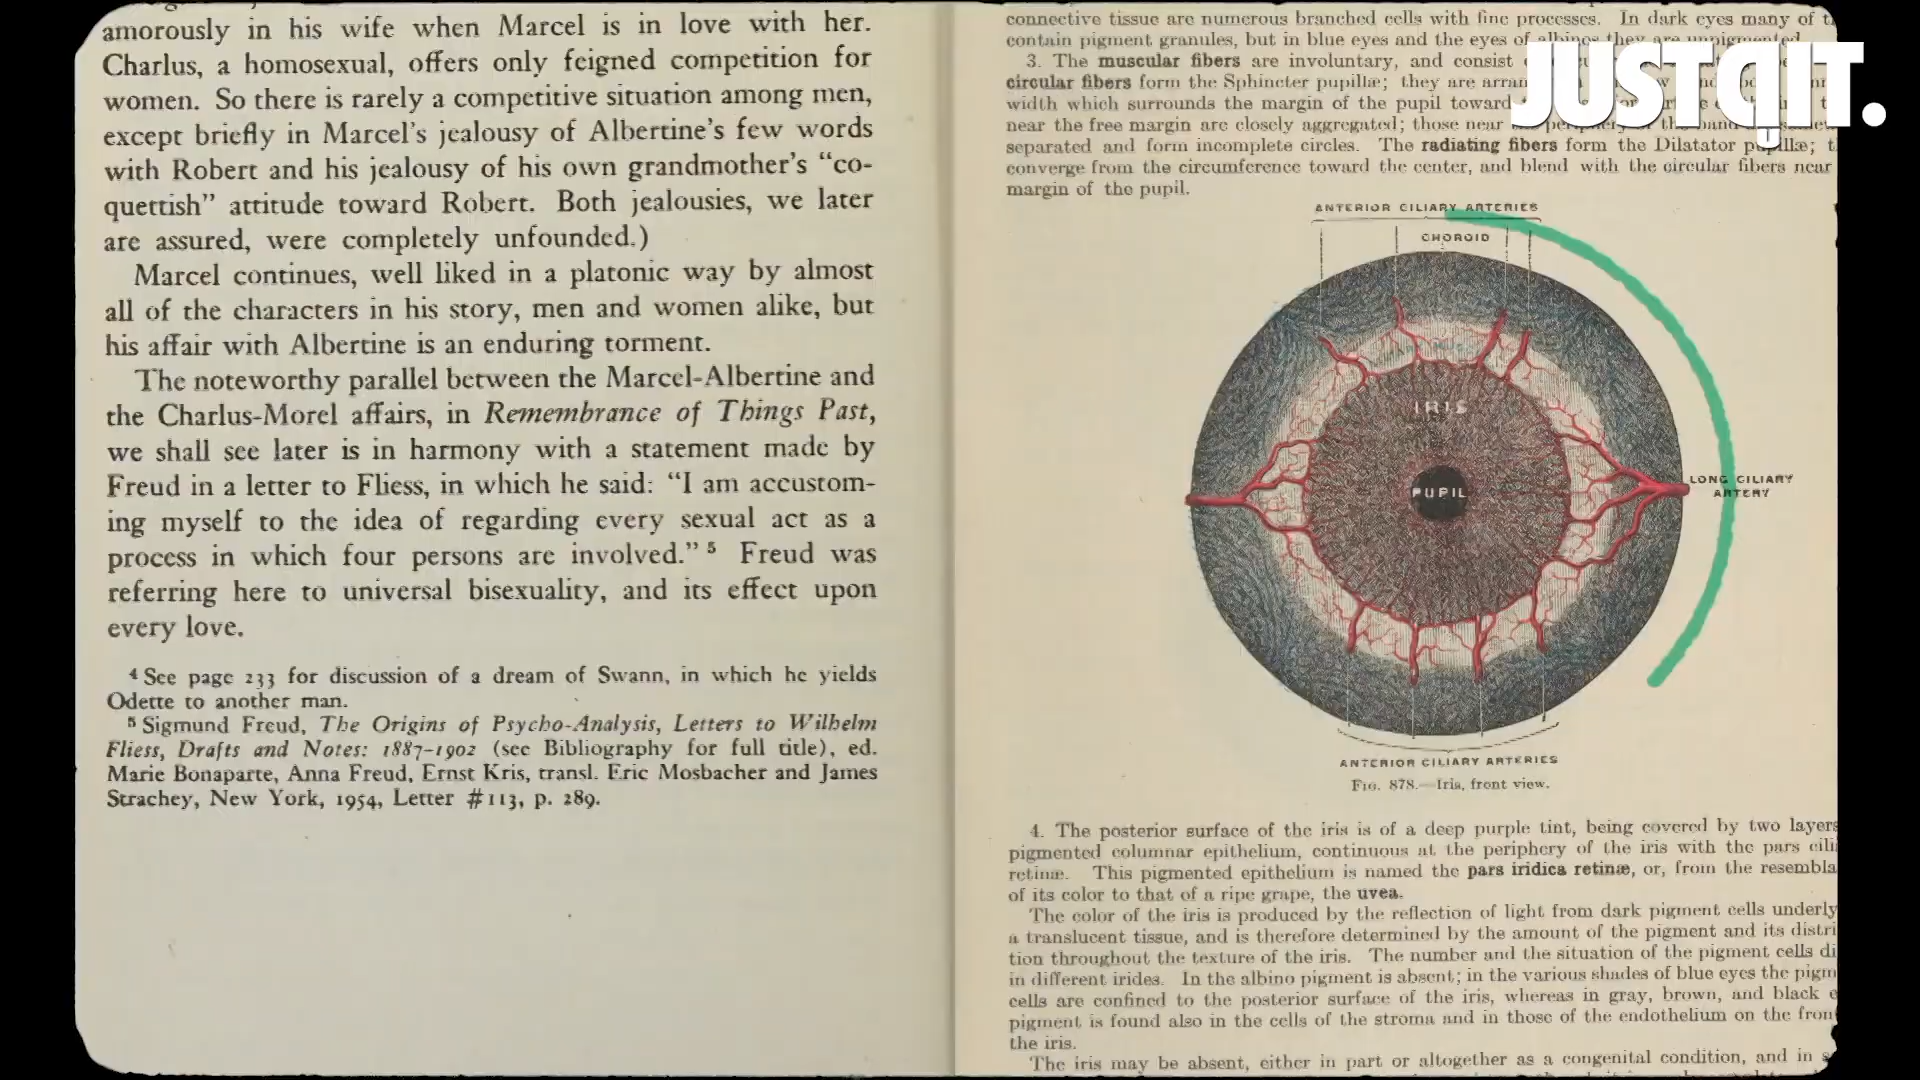 amorously in his wife when Marcel is in love with her.
Charlus, a homosexual, offers only feigned competition for
women. So there is rarely a competitive situation among men,
except briefly in Marcel's jealousy of Albertine's few words
with Robert and his jealousy of his own grandmother's “co-
quettish” attitude toward Robert. Both jealousies, we later
are assured, were completely unfounded.)
Marcel continues, well liked in a platonic way by almost
all of the characters in his story, men and women alike, but
his affair with Albertine is an enduring torment.
The noteworthy parallel between the Marcel-Albertine and
the Charlus-Morel affairs, in Remembrance of Things Past,
we shall see later is in harmony with a statement made by
Freud in a letter to Fliess, in which he said: “I am accustom-
ing myself to the idea of regarding every sexual act as a
process in which four persons are involved.” 5 Freud was
referring here to universal bisexuality, and its effect upon
every love.
4 See page 233 for discussion of a dream of Swann, in which he yields
Odette to another man.
5 Sigmund Freud, The Origins of Psycho-Analysis, Letters to Wilhelm
Fliess, Drafts and Notes: 1887-1902 (see Bibliography for full title), ed.
Marie Bonaparte, Anna Freud, Ernst Kris, transl. Eric Mosbacher and James
Strachey, New York, 1954, Letter #113, p. 289.
connective tissue are numerous branched cells with fine processes. In dark eyes many of
contain pigment granules, but in blue eyes and the eyes of albinos they are unpigmented.
3. The muscular fibers are involuntary, and consist
circular fibers form the Sphincter pupillæ; they are
width which surrounds the margin of the pupil toward
near the free margin are closely aggregated; those near
separated and form incomplete circles. The radiating fibers form the Dilatator pupillæ;
converge from the circumference toward the center, and blend with the circular fibers near
margin of the pupil.
JUSTQIT.
ANTERIOR CILIARY ARTERIES
CHOROID
IRIS
PUPIL
LONG CILIARY
ARTERY
ANTERIOR CILIARY ARTERIES
Fig. 878.—Iris, front view.
4. The posterior surface of the iris is of a deep purple tint, being covered by two layers
pigmented columnar epithelium, continuous at the periphery of the iris with the pars
retinæ. This pigmented epithelium is named the pars iridica retinæ, or, from the
of its color to that of a ripe grape, the uvea.
The color of the iris is produced by the reflection of light from dark pigment cells
a translucent tissue, and is therefore determined by the amount of the pigment and its
tion throughout the texture of the iris. The number and the situation of the pigment cells
in different irides. In the albino pigment is absent; in the various shades of blue eyes the
cells are confined to the posterior surface of the iris, whereas in gray, brown, and black
pigment is found also in the cells of the stroma and in those of the endothelium on the
the iris.
The iris may be absent, either in part or altogether as a congenital condition, and in